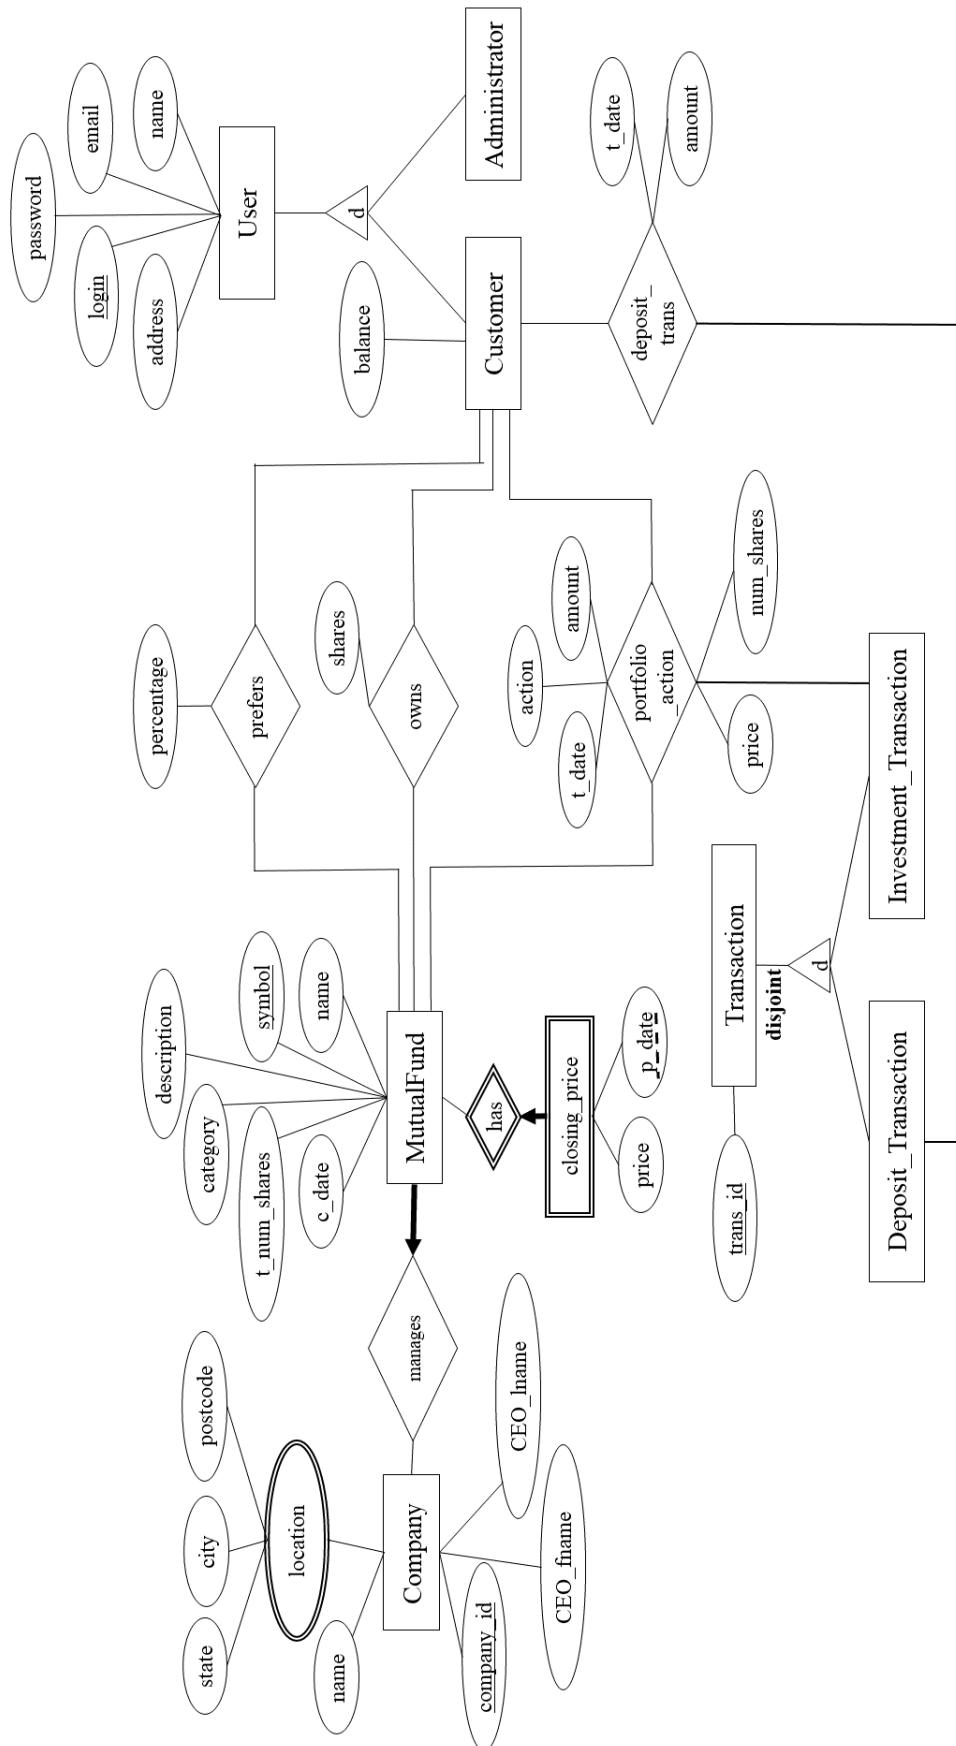 state
city
postcode
location
name
Company
company_id
CEO_fname
CEO_lname
manages
description
category
symbol
t_num_shares
name
c_date
MutualFund
has
closing_price
price
p_date
percentage
prefers
shares
owns
action
t_date
amount
portfolio
_action
price
num_shares
password
login
email
address
name
User
d
balance
Customer
Administrator
deposit_
trans
t_date
amount
trans_id
Transaction
disjoint
d
Deposit_Transaction
Investment_Transaction